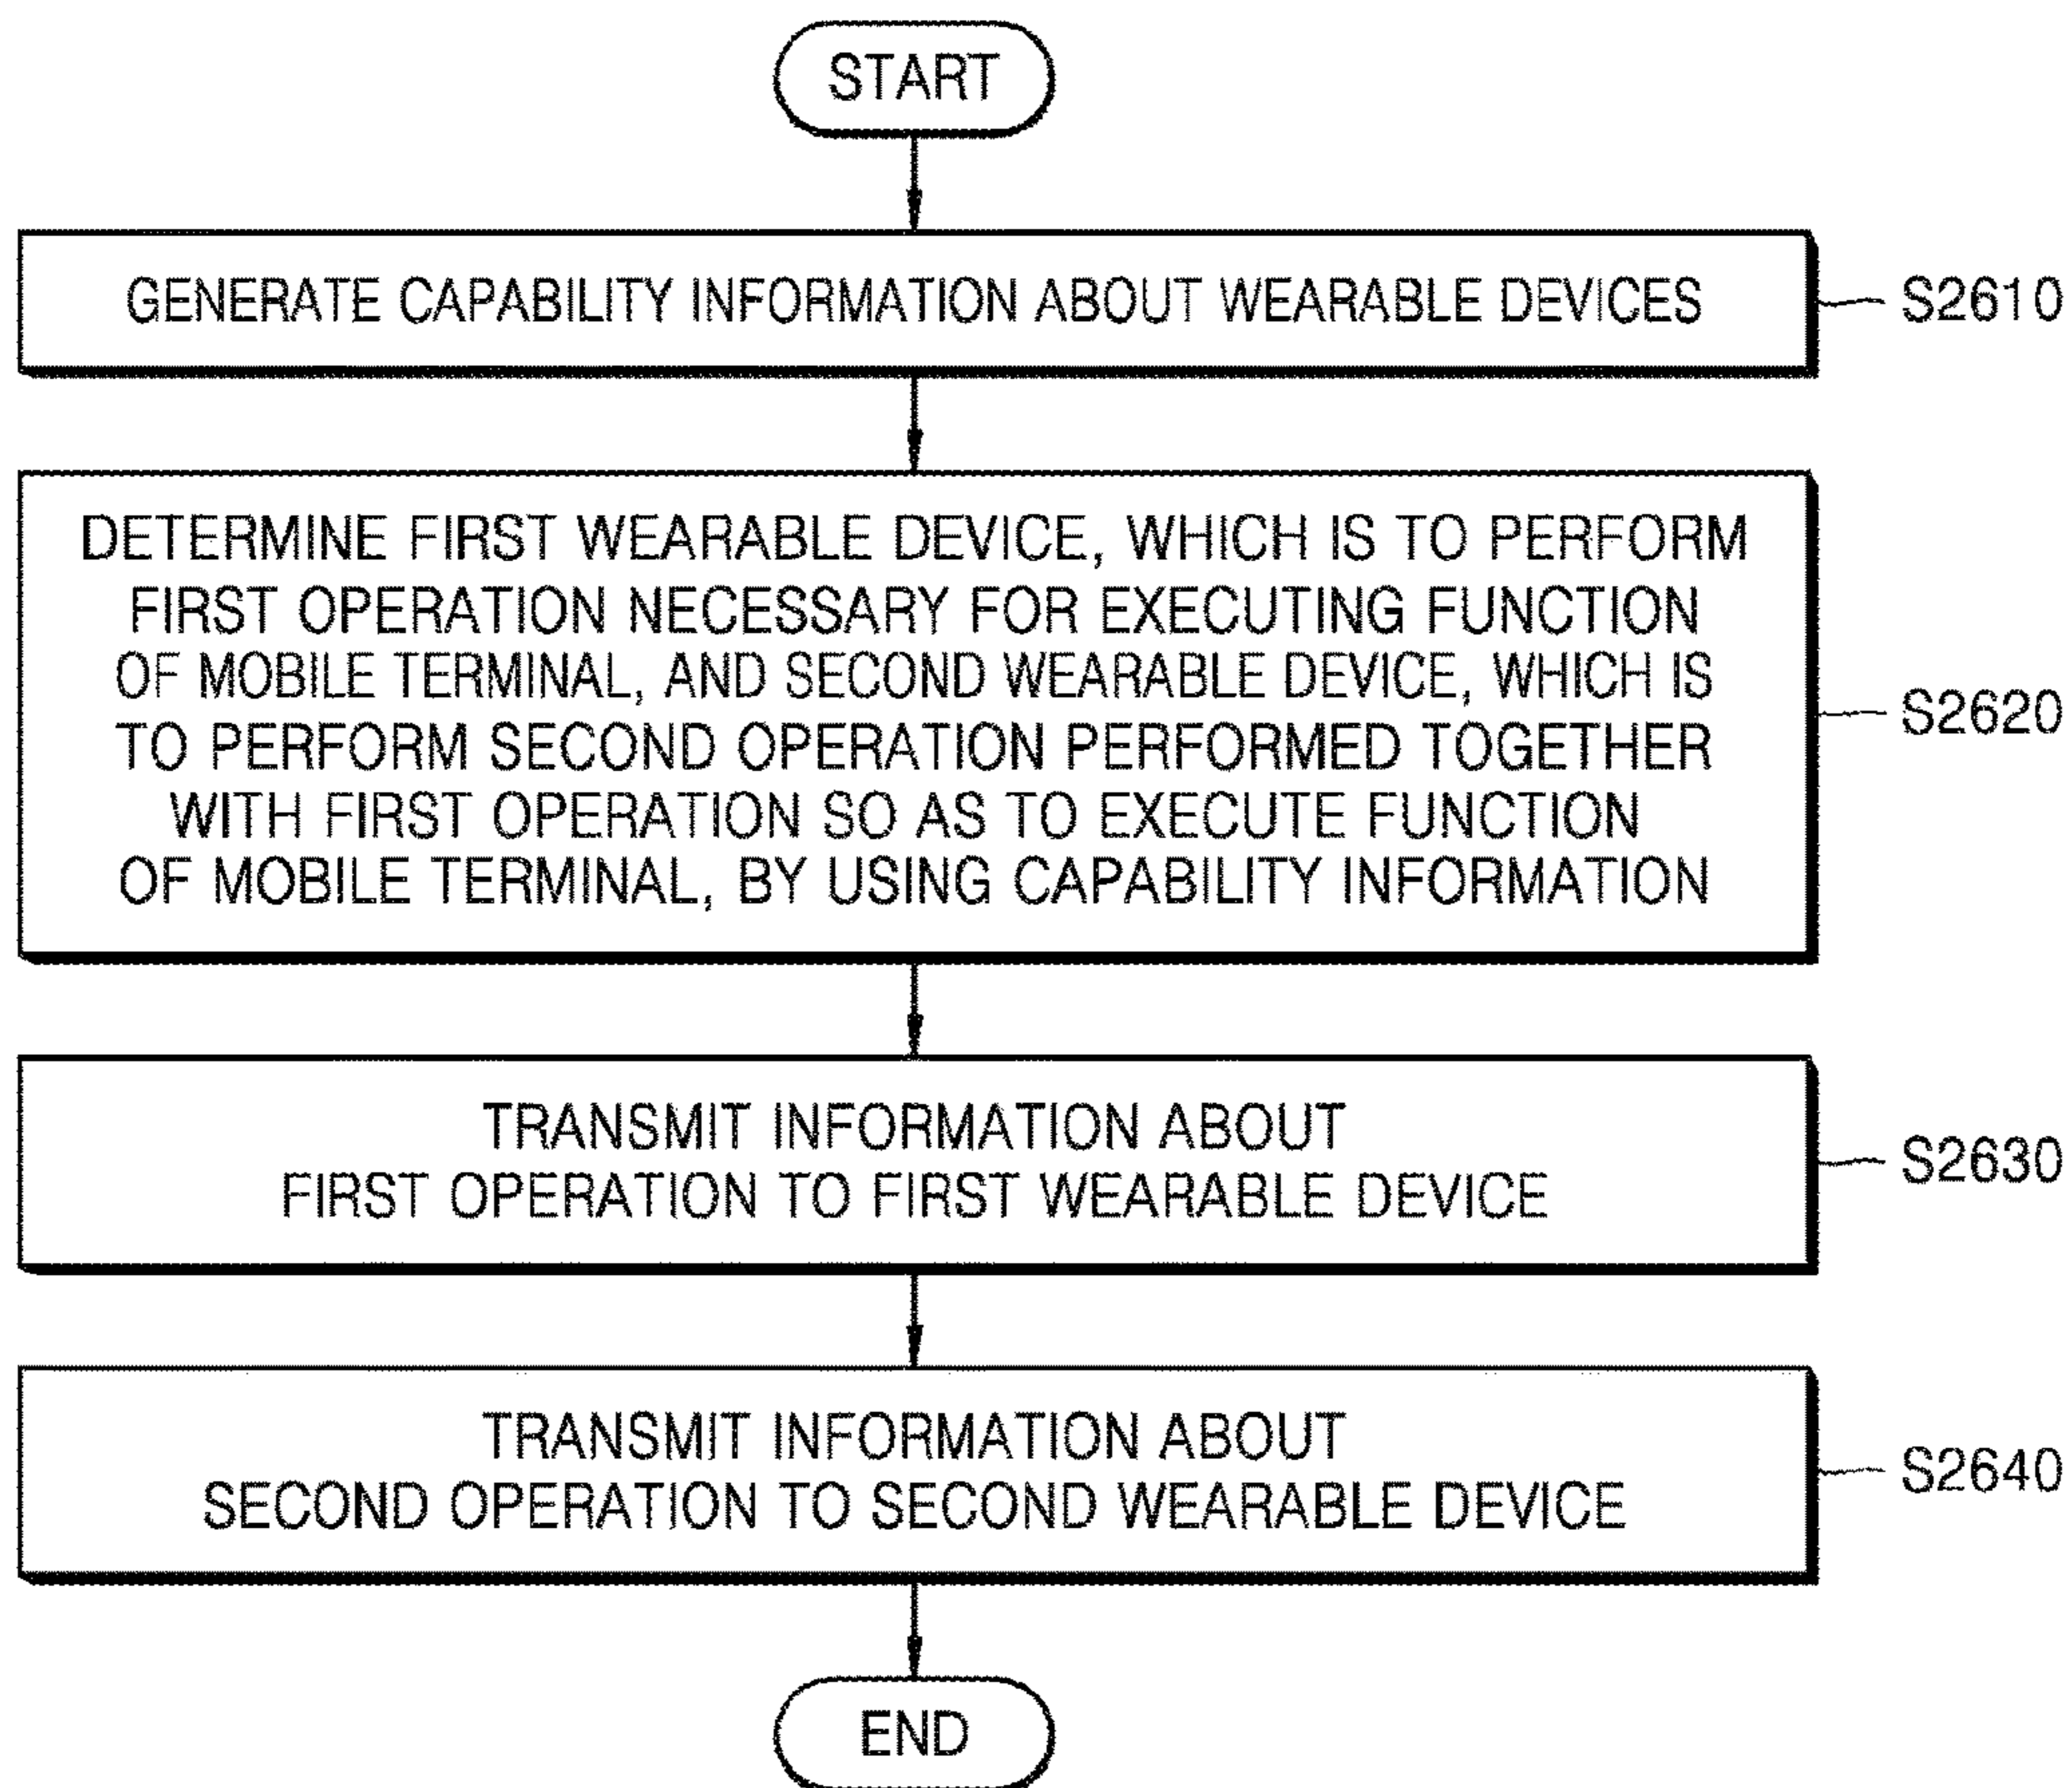 START
GENERATE CAPABILITY INFORMATION ABOUT WEARABLE DEVICES
S2610
DETERMINE FIRST WEARABLE DEVICE, WHICH IS TO PERFORM
FIRST OPERATION NECESSARY FOR EXECUTING FUNCTION
OF MOBILE TERMINAL, AND SECOND WEARABLE DEVICE, WHICH IS
TO PERFORM SECOND OPERATION PERFORMED TOGETHER
WITH FIRST OPERATION SO AS TO EXECUTE FUNCTION
OF MOBILE TERMINAL, BY USING CAPABILITY INFORMATION
S2620
TRANSMIT INFORMATION ABOUT
FIRST OPERATION TO FIRST WEARABLE DEVICE
S2630
TRANSMIT INFORMATION ABOUT
SECOND OPERATION TO SECOND WEARABLE DEVICE
S2640
END